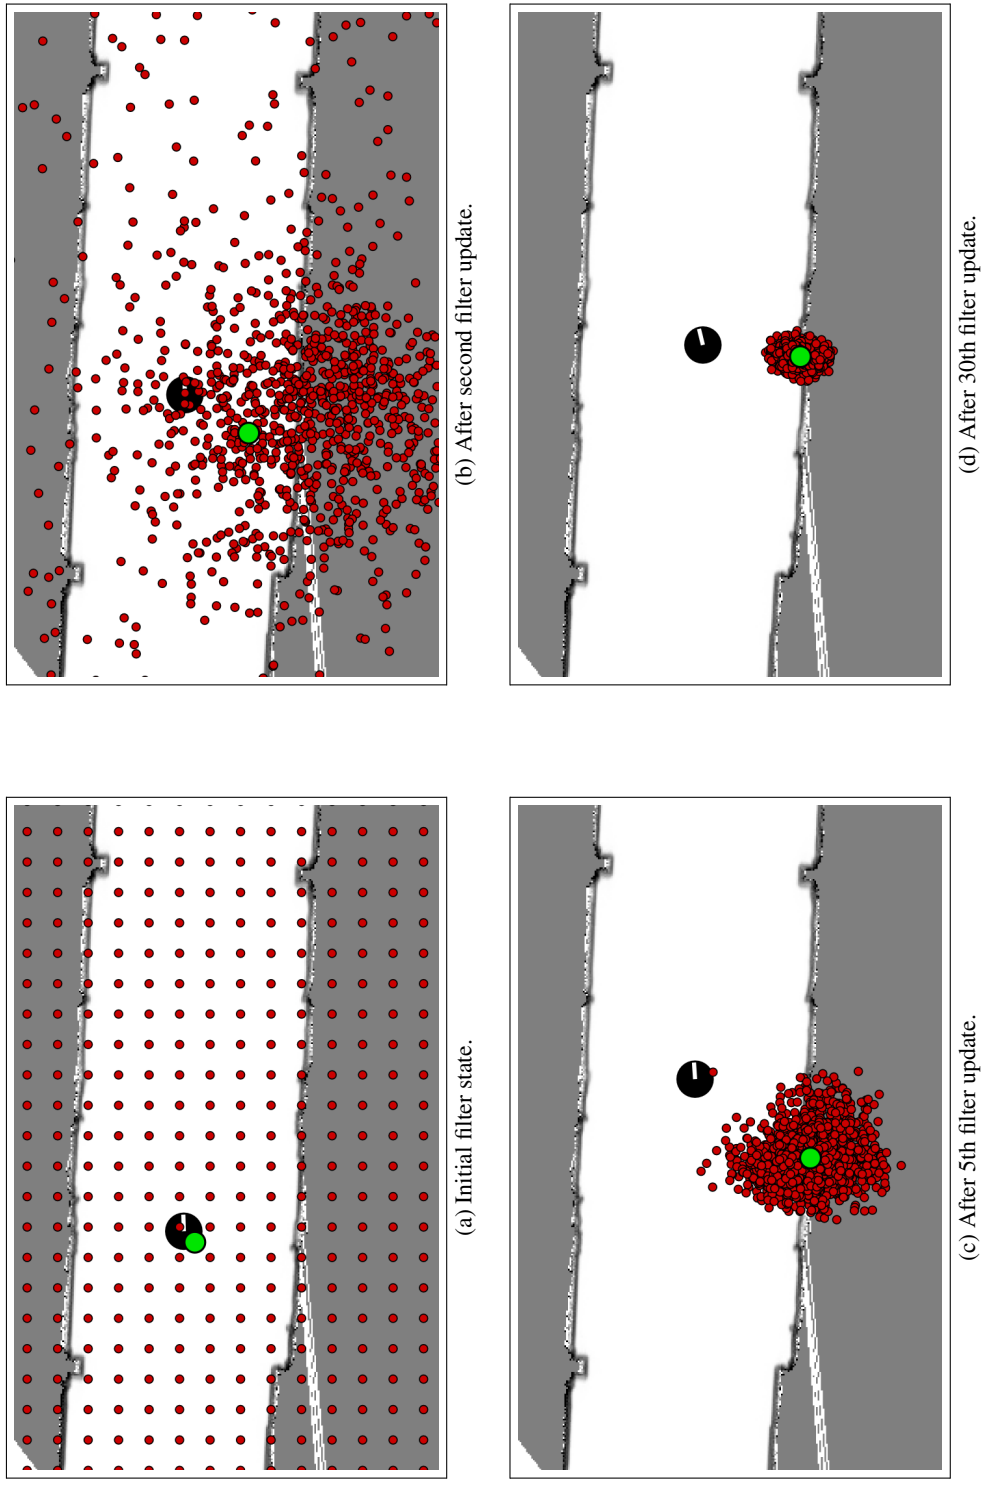 (a) Initial filter state.
(b) After second filter update.
(c) After 5th filter update.
(d) After 30th filter update.